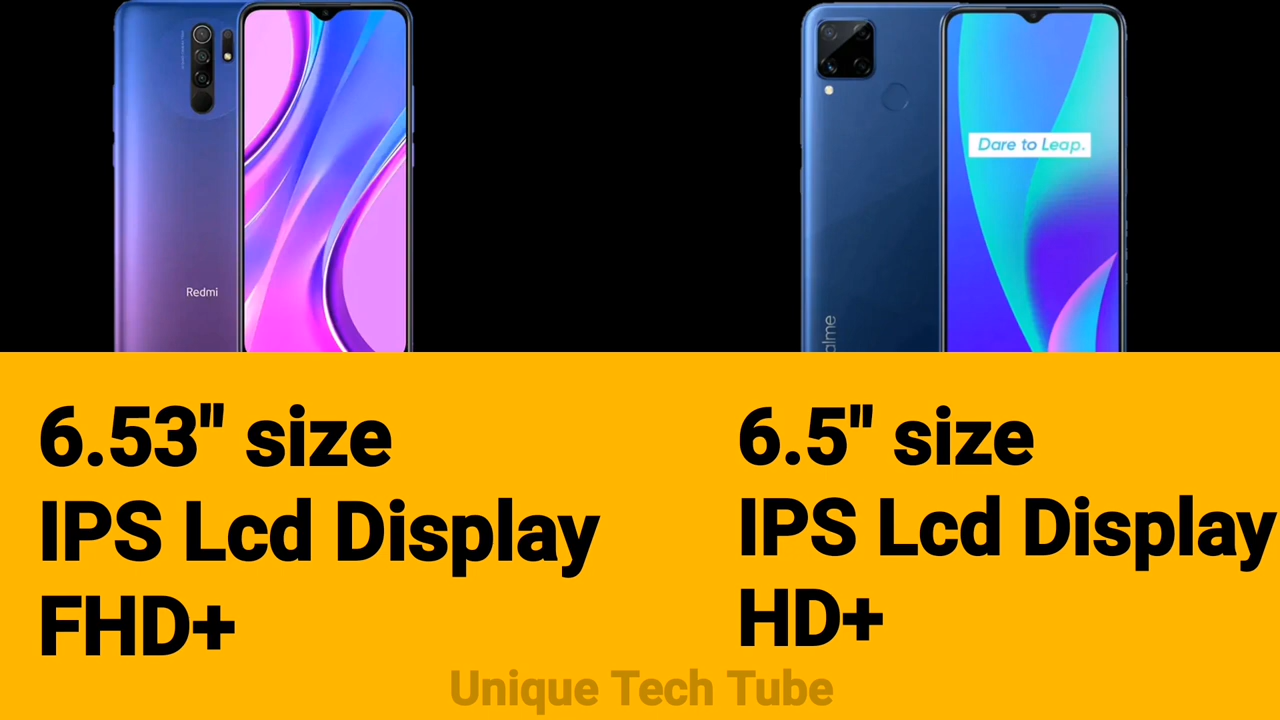 Redmi
Dare to Leap.
alme
6.53" size
IPS Lcd Display
FHD+
6.5" size
IPS Lcd Display
HD+
Unique Tech Tube